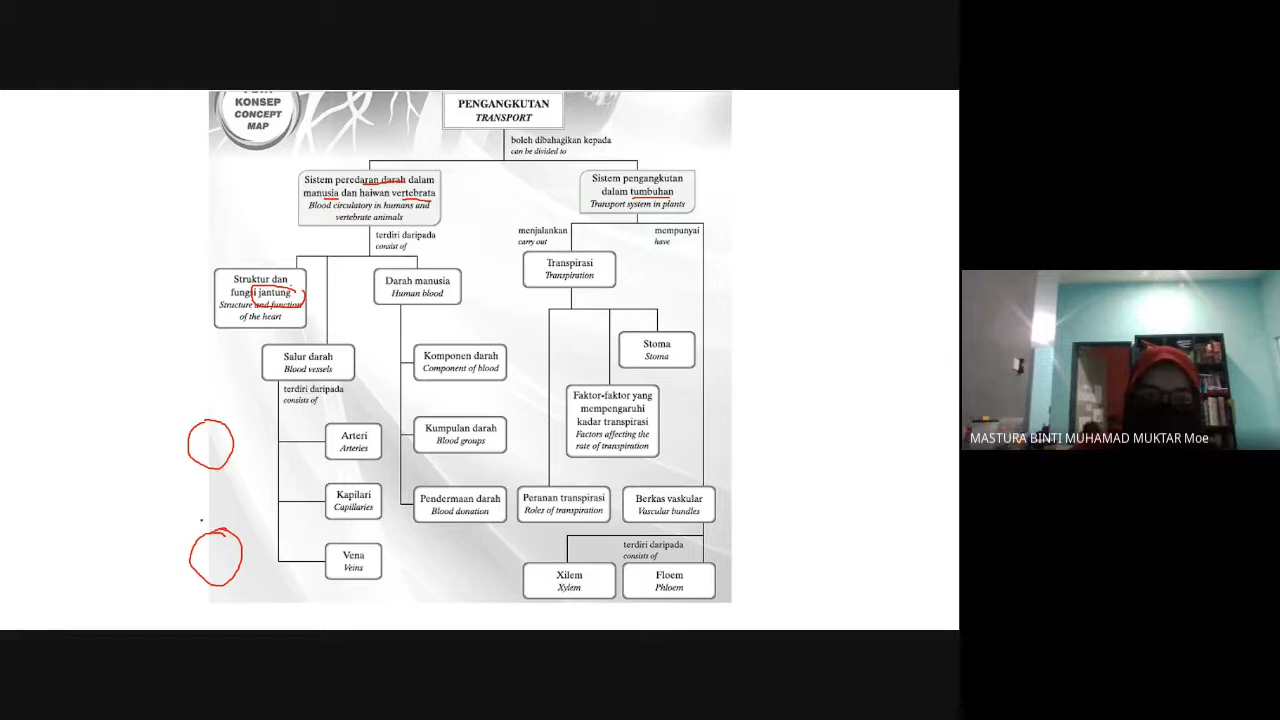 KONSEP
CONCEPT
MAP
PENGANGKUTAN
TRANSPORT
boleh dibahagikan kepada
can be divided to
Sistem peredaran darah dalam
manusia dan haiwan vertebrata
Blood circulatory in humans and
vertebrate animals
Sistem pengangkutan
dalam tumbuhan
Transport system in plants
terdiri daripada
consist of
menjalankan
carry out
mempunyai
have
Struktur dan
fungsi jantung
Structure and function
of the heart
Darah manusia
Human blood
Transpirasi
Transpiration
Salur darah
Blood vessels
Komponen darah
Component of blood
Stoma
Stoma
terdiri daripada
consists of
Faktor-faktor yang
mempengaruhi
kadar transpirasi
Factors affecting the
rate of transpiration
Arteri
Arteries
Kumpulan darah
Blood groups
Kapilari
Capillaries
Pendermaan darah
Blood donation
Peranan transpirasi
Roles of transpiration
Berkas vaskular
Vascular bundles
Vena
Veins
terdiri daripada
consists of
Xilem
Xylem
Floem
Phloem
MASTURA BINTI MUHAMAD MUKTAR Moe